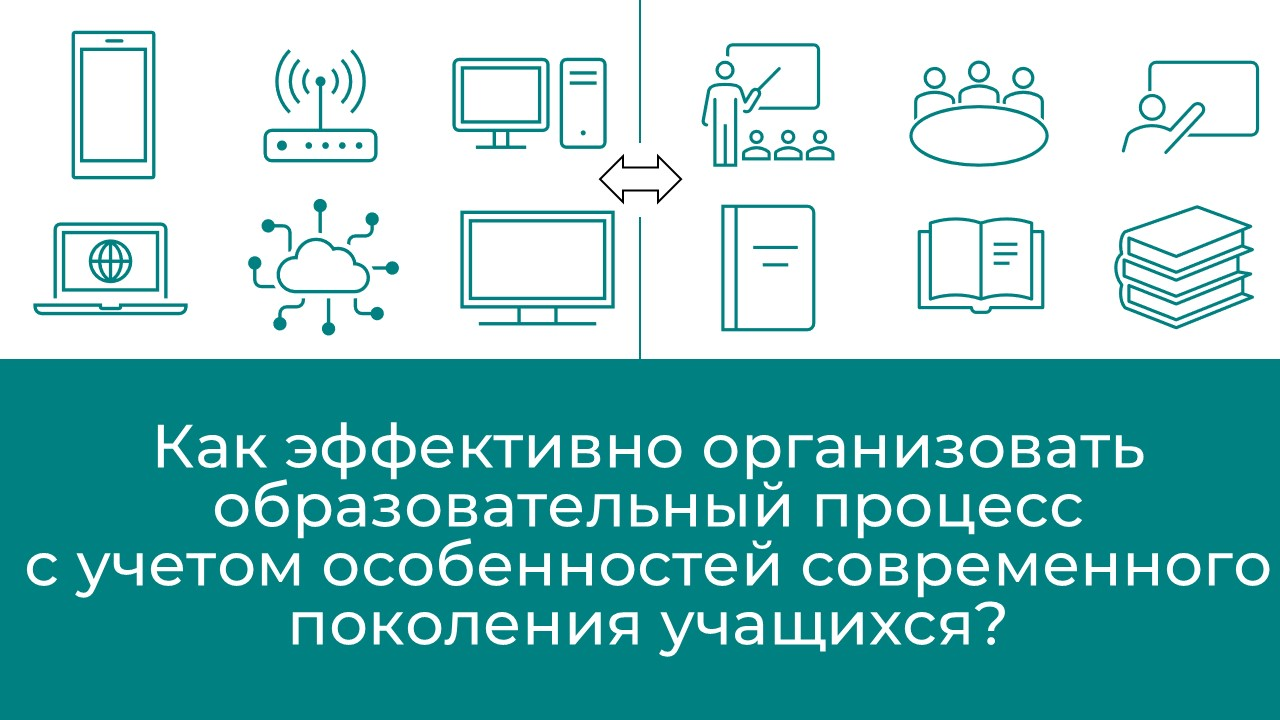 Как эффективно организовать
образовательный процесс
с учетом особенностей современного
поколения учащихся?